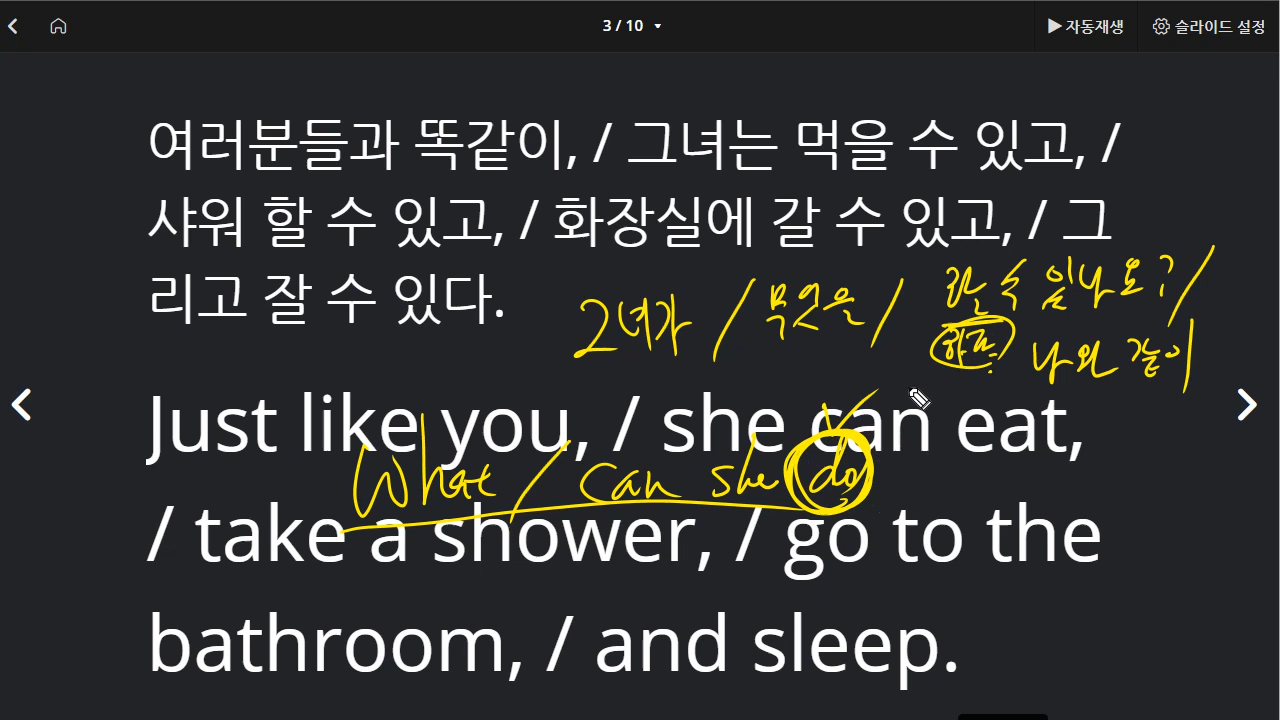 3 / 10
자동재생
슬라이드 설정
여러분들과 똑같이, / 그녀는 먹을 수 있고, /
샤워 할 수 있고, / 화장실에 갈 수 있고, / 그
리고 잘 수 있다.
그녀가 / 무엇을 / 할 수 있나요? /
나와 같이
Just like you, / she can eat,
What / can she do?
/ take a shower, / go to the
bathroom, / and sleep.